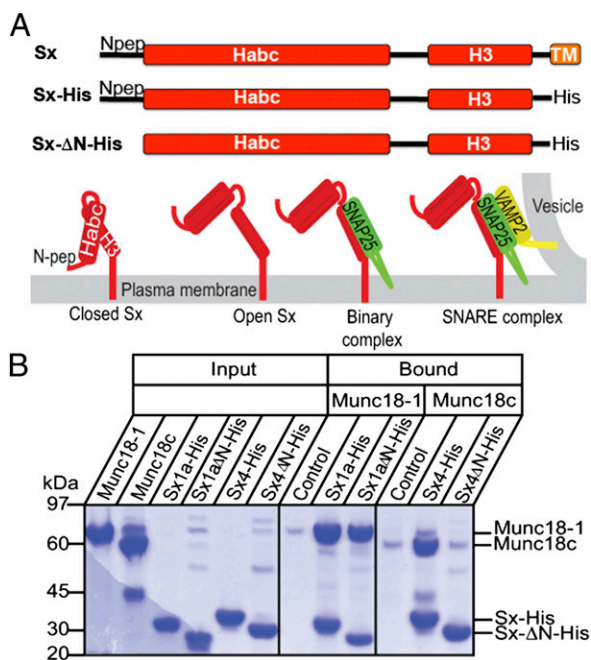 A
Sx Npep Habc H3 TM
Sx-His Npep Habc H3 His
Sx-ΔN-His Habc H3 His
N-pep Habc H3 SNAP25 SNAP25 VAMP2 Vesicle
Plasma membrane
Closed Sx Open Sx Binary complex SNARE complex
B
Input Bound
Munc18-1 Munc18c
Munc18-1 Munc18c Sx1a-His Sx1aΔN-His Sx4-His Sx4ΔN-His Control Sx1a-His Sx1aΔN-His Control Sx4-His Sx4ΔN-His
kDa
97
60
45
30
20
Munc18-1
Munc18c
Sx-His
Sx-ΔN-His